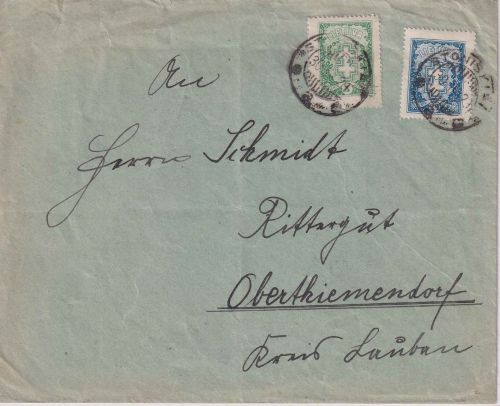 An
Herrn Schmidt
Rittergut
Oberthiemendorf
Kreis Lauban